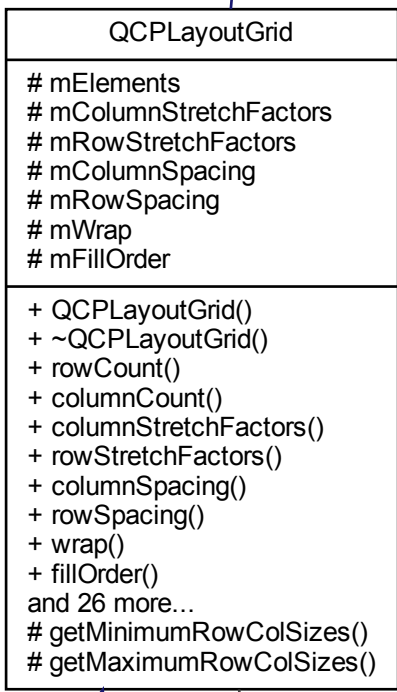 QCPLayoutGrid
# mElements
# mColumnStretchFactors
# mRowStretchFactors
# mColumnSpacing
# mRowSpacing
# mWrap
# mFillOrder
+ QCPLayoutGrid()
+ ~QCPLayoutGrid()
+ rowCount()
+ columnCount()
+ columnStretchFactors()
+ rowStretchFactors()
+ columnSpacing()
+ rowSpacing()
+ wrap()
+ fillOrder()
and 26 more...
# getMinimumRowColSizes()
# getMaximumRowColSizes()